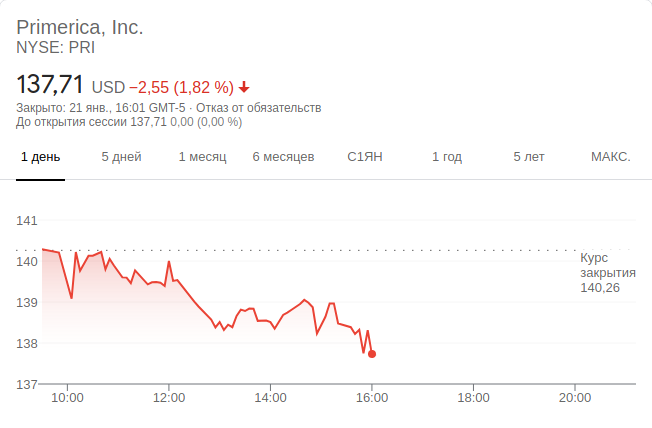 Primerica, Inc.
NYSE: PRI
137,71 USD −2,55 (1,82 %)
Закрыто: 21 янв., 16:01 GMT-5 · Отказ от обязательств
До открытия сессии 137,71 0,00 (0,00 %)
1 день 5 дней 1 месяц 6 месяцев С1ЯН 1 год 5 лет МАКС.
141
140
139
138
137
Курс
закрытия
140,26
10:00 12:00 14:00 16:00 18:00 20:00